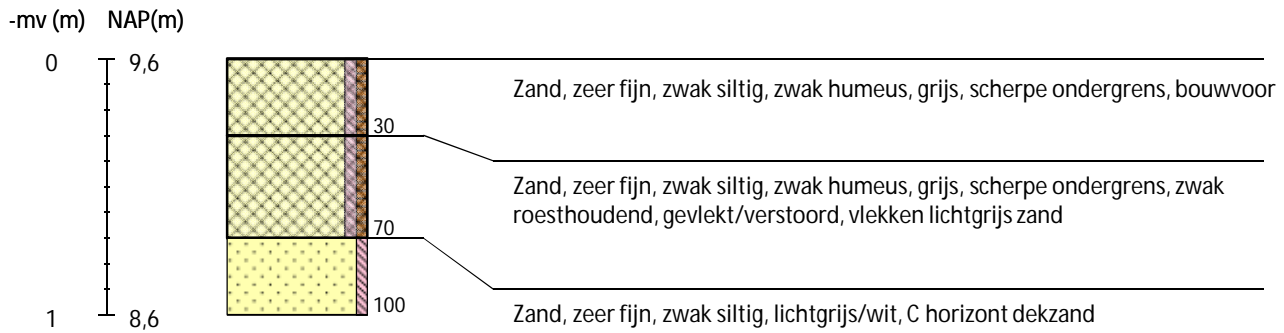 -mv (m) NAP(m)
0 9,6
Zand, zeer fijn, zwak siltig, zwak humeus, grijs, scherpe ondergrens, bouwvoor
30
Zand, zeer fijn, zwak siltig, zwak humeus, grijs, scherpe ondergrens, zwak
roesthoudend, gevlekt/verstoord, vlekken lichtgrijs zand
70
100
Zand, zeer fijn, zwak siltig, lichtgrijs/wit, C horizont dekzand
1 8,6